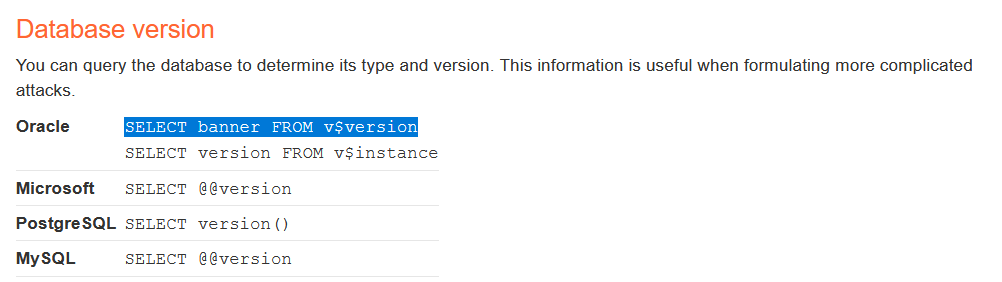 Database version
You can query the database to determine its type and version. This information is useful when formulating more complicated
attacks.
Oracle SELECT banner FROM v$version
SELECT version FROM v$instance
Microsoft SELECT @@version
PostgreSQL SELECT version()
MySQL SELECT @@version